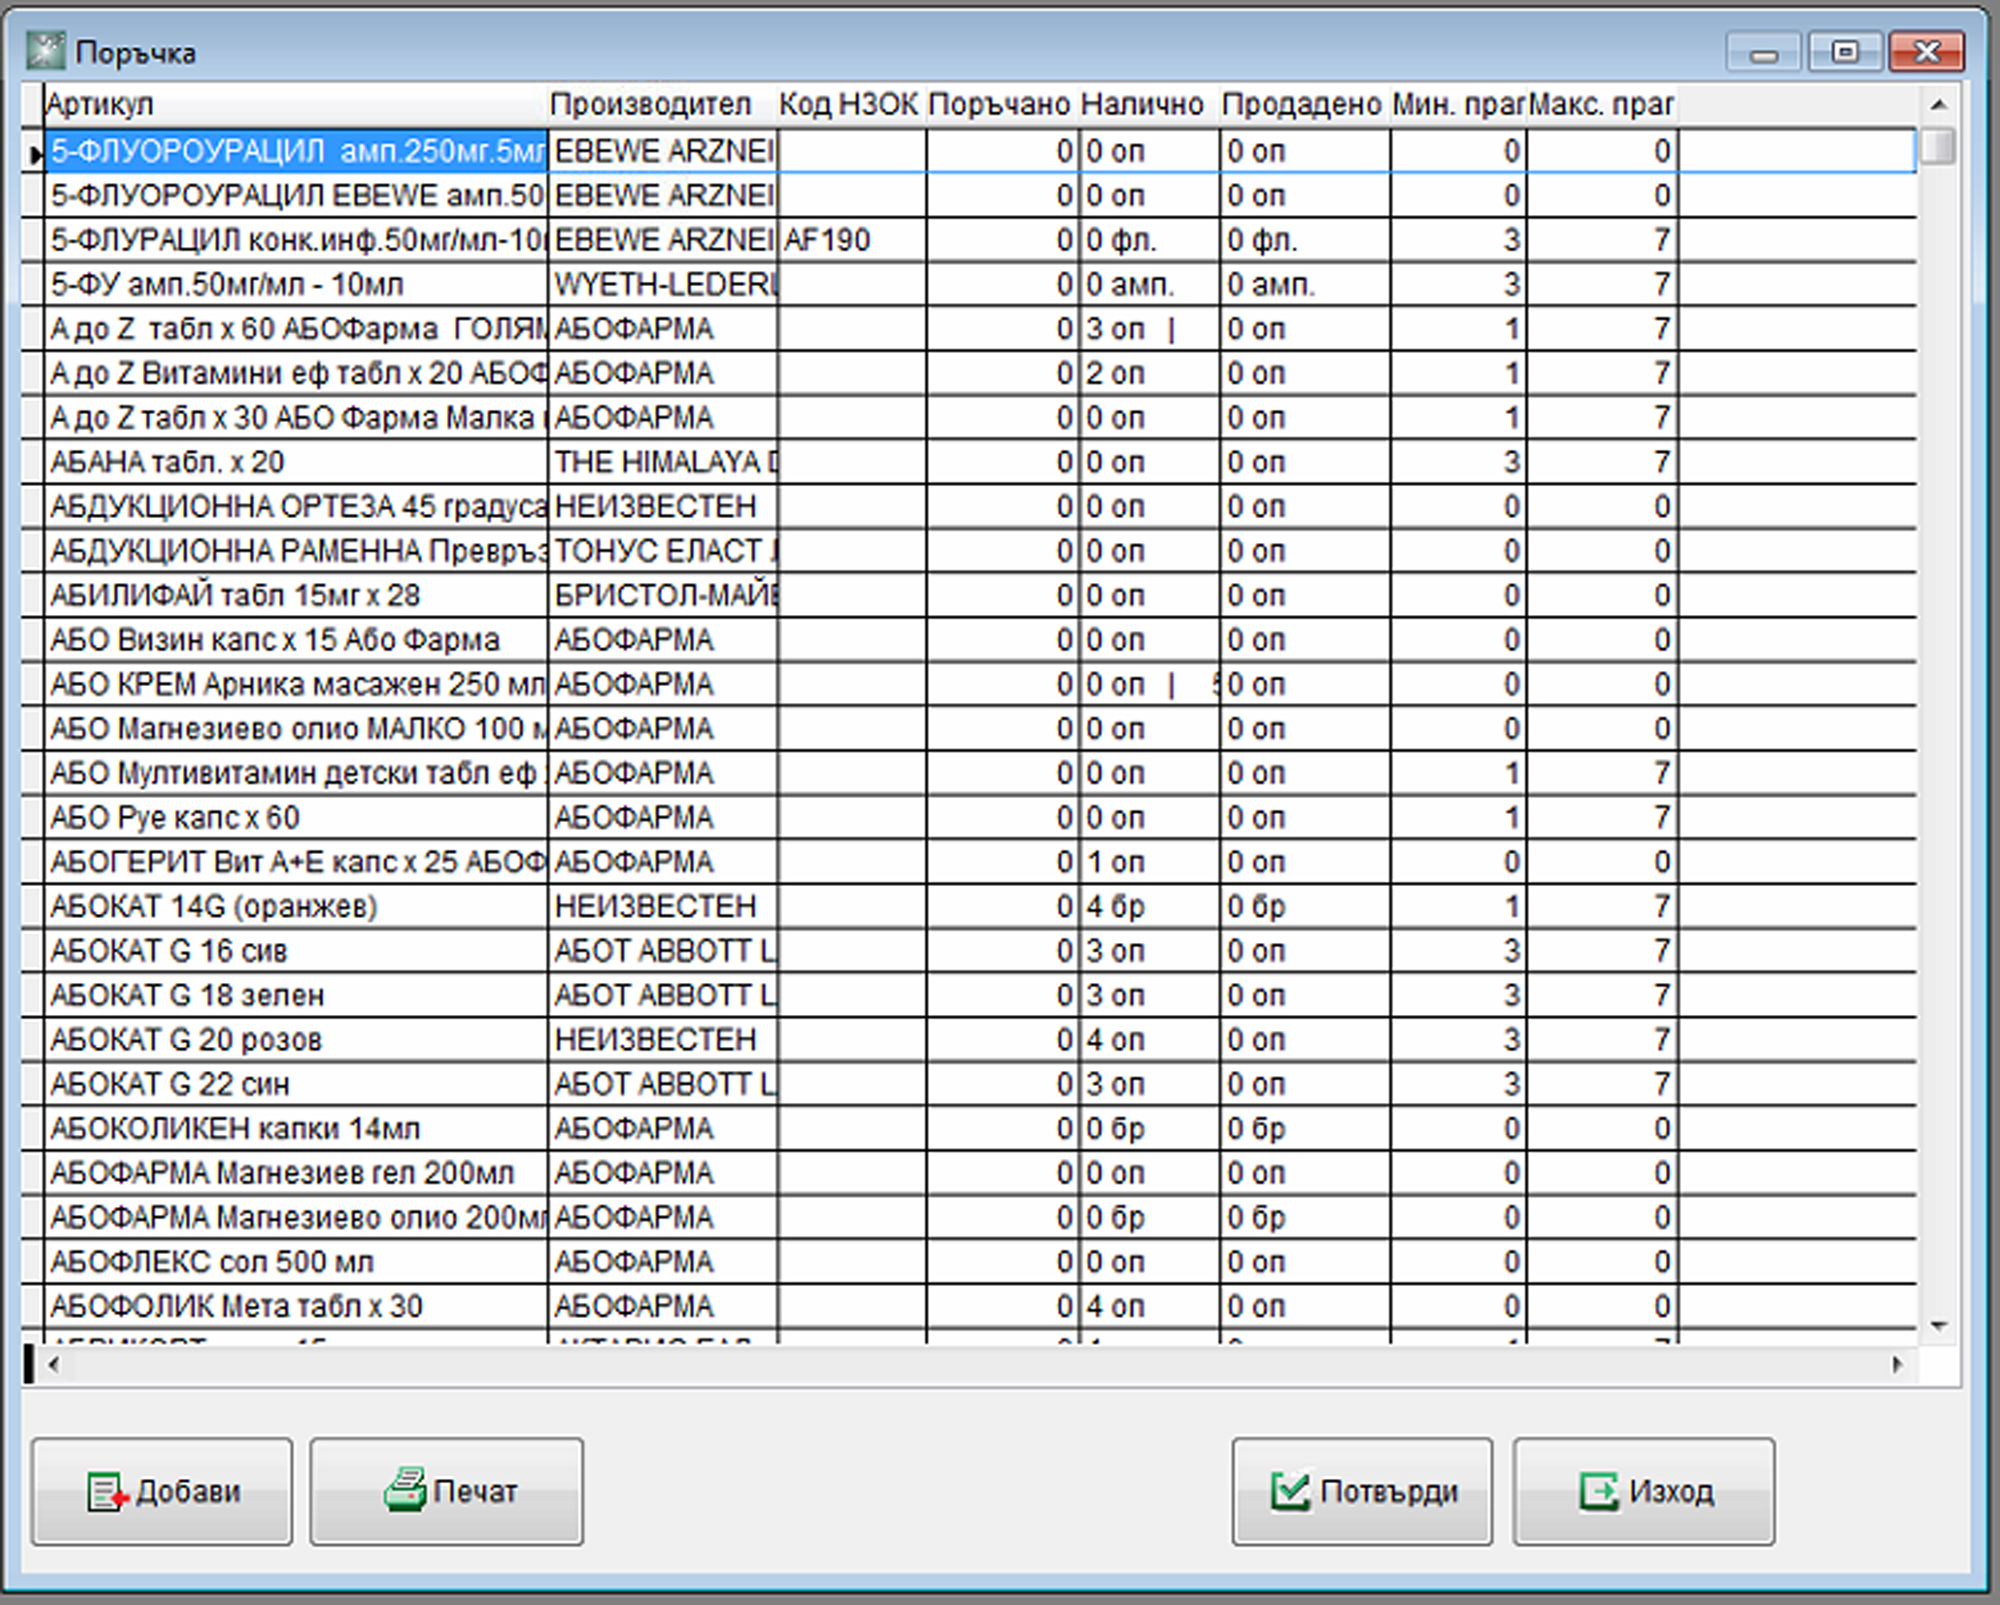 Поръчка
Артикул Производител Код НЗОК Поръчано Налично Продадено Мин. праг Макс. праг
5-ФЛУОРОУРАЦИЛ амп.250мг.5мл EBEWE ARZNEI 0 0 оп 0 оп 0 0
5-ФЛУОРОУРАЦИЛ EBEWE амп.50 EBEWE ARZNEI 0 0 оп 0 оп 0 0
5-ФЛУРАЦИЛ конк.инф.50мг/мл-10 EBEWE ARZNEI AF190 0 0 фл. 0 фл. 3 7
5-ФУ амп.50мг/мл - 10мл WYETH-LEDERL 0 0 амп. 0 амп. 3 7
А до Z табл х 60 АБОФарма ГОЛЯМ АБОФАРМА 0 3 оп | 0 оп 1 7
А до Z Витамини еф табл х 20 АБОФ АБОФАРМА 0 2 оп 0 оп 1 7
А до Z табл х 30 АБО Фарма Малка АБОФАРМА 0 0 оп 0 оп 1 7
АБАНА табл. х 20 THE HIMALAYA D 0 0 оп 0 оп 3 7
АБДУКЦИОННА ОРТЕЗА 45 градуса НЕИЗВЕСТЕН 0 0 оп 0 оп 0 0
АБДУКЦИОННА РАМЕННА Превръз ТОНУС ЕЛАСТ 0 0 оп 0 оп 0 0
АБИЛИФАЙ табл 15мг х 28 БРИСТОЛ-МАЙЕ 0 0 оп 0 оп 0 0
АБО Визин капс х 15 Або Фарма АБОФАРМА 0 0 оп 0 оп 0 0
АБО КРЕМ Арника масажен 250 мл АБОФАРМА 0 0 оп | 0 оп 0 0
АБО Магнезиево олио МАЛКО 100 м АБОФАРМА 0 0 оп 0 оп 0 0
АБО Мултивитамин детски табл еф АБОФАРМА 0 0 оп 0 оп 1 7
АБО Руе капс х 60 АБОФАРМА 0 0 оп 0 оп 1 7
АБОГЕРИТ Вит А+Е капс х 25 АБОФ АБОФАРМА 0 1 оп 0 оп 0 0
АБОКАТ 14G (оранжев) НЕИЗВЕСТЕН 0 4 бр 0 бр 1 7
АБОКАТ G 16 сив АБОТ ABBOTT L 0 3 оп 0 оп 3 7
АБОКАТ G 18 зелен АБОТ ABBOTT L 0 3 оп 0 оп 3 7
АБОКАТ G 20 розов НЕИЗВЕСТЕН 0 4 оп 0 оп 3 7
АБОКАТ G 22 син АБОТ ABBOTT L 0 3 оп 0 оп 3 7
АБОКОЛИКЕН капки 14мл АБОФАРМА 0 0 бр 0 бр 0 0
АБОФАРМА Магнезиев гел 200мл АБОФАРМА 0 0 оп 0 оп 0 0
АБОФАРМА Магнезиево олио 200мл АБОФАРМА 0 0 бр 0 бр 0 0
АБОФЛЕКС сол 500 мл АБОФАРМА 0 0 оп 0 оп 0 0
АБОФОЛИК Мета табл х 30 АБОФАРМА 0 4 оп 0 оп 0 0
Добави Печат Потвърди Изход